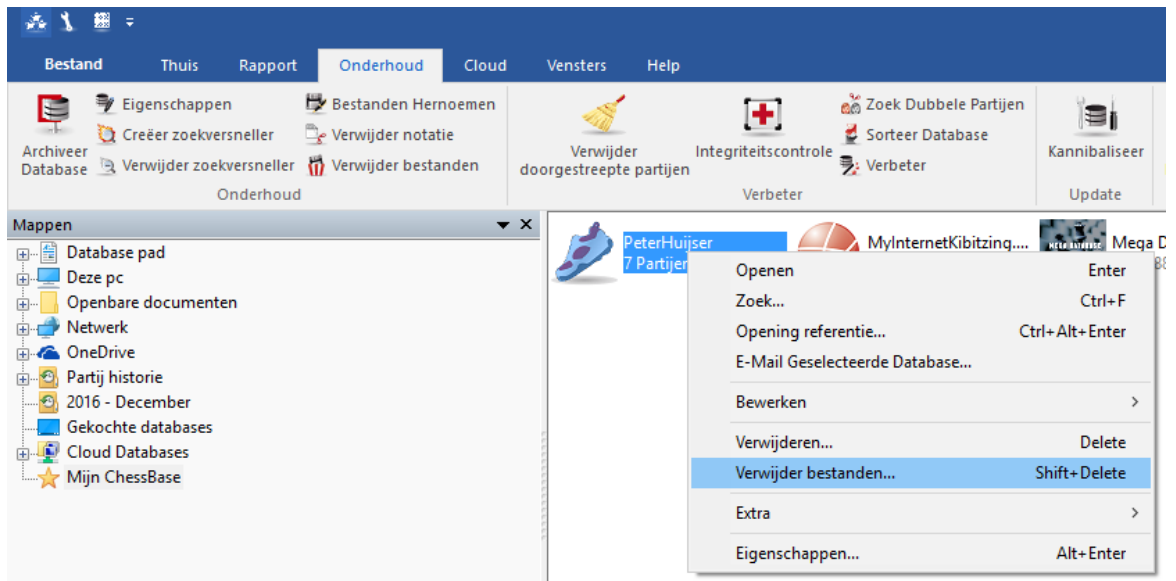 Bestand Thuis Rapport Onderhoud Cloud Vensters Help
Archiveer Database
Eigenschappen
Creëer zoekversneller
Verwijder zoekversneller
Bestanden Hernoemen
Verwijder notatie
Verwijder bestanden
Onderhoud
Verwijder
doorgestreepte partijen
Integriteitscontrole
Zoek Dubbele Partijen
Sorteer Database
Verbeter
Verbeter
Kannibaliseer
Update
Mappen
Database pad
Deze pc
Openbare documenten
Netwerk
OneDrive
Partij historie
2016 - December
Gekochte databases
Cloud Databases
Mijn ChessBase
PeterHuijser
7 Partijen
MyInternetKibitzing....
MEGA DATABASE
Mega D
Openen Enter
Zoek... Ctrl+F
Opening referentie... Ctrl+Alt+Enter
E-Mail Geselecteerde Database...
Bewerken
Verwijderen... Delete
Verwijder bestanden... Shift+Delete
Extra
Eigenschappen... Alt+Enter